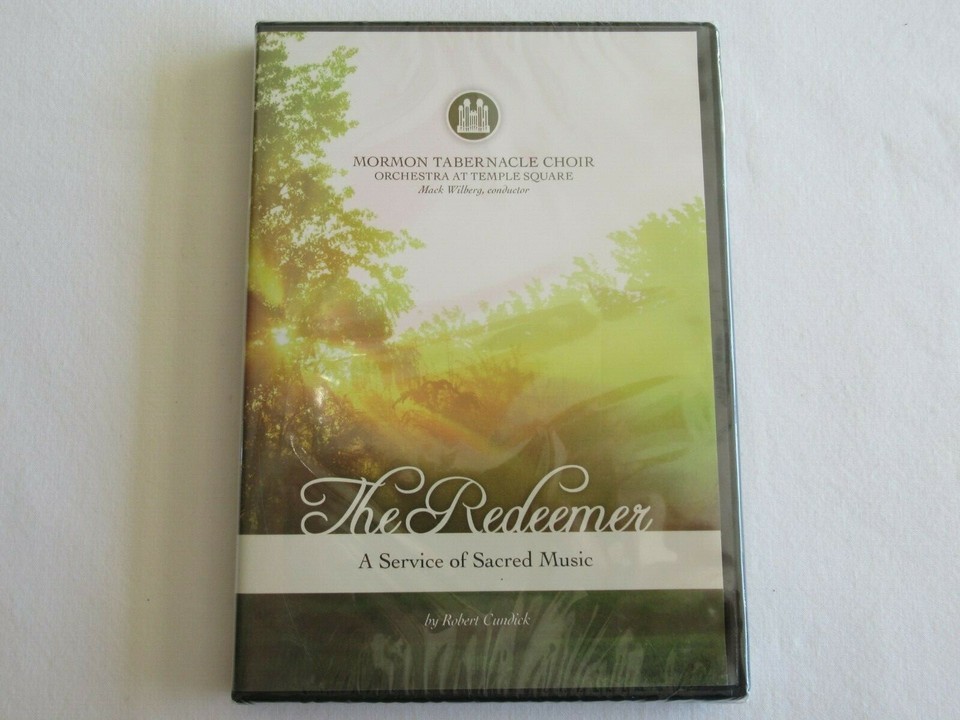 MORMON TABERNACLE CHOIR
ORCHESTRA AT TEMPLE SQUARE
Mack Wilberg, conductor
The Redeemer
A Service of Sacred Music
by Robert Cundick